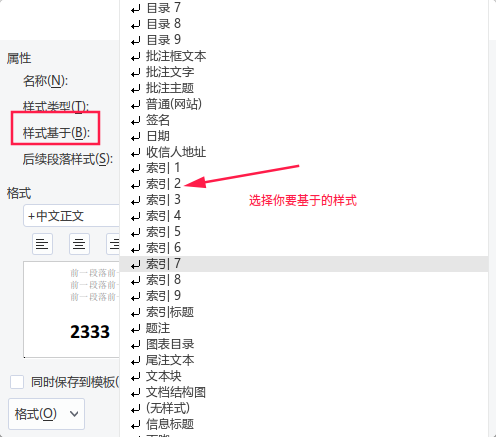 属性
名称(N):
样式类型(T):
样式基于(B):
后续段落样式(S):
格式
+中文正文
前一段落前一
前一段落前一
前一段落前一
2333
同时保存到模板(
格式(O)
目录 7
目录 8
目录 9
批注框文本
批注文字
批注主题
普通(网站)
签名
日期
收信人地址
索引 1
索引 2
索引 3
索引 4
索引 5
索引 6
索引 7
索引 8
索引 9
索引标题
题注
图表目录
尾注文本
文本块
文档结构图
(无样式)
信息标题
选择你要基于的样式